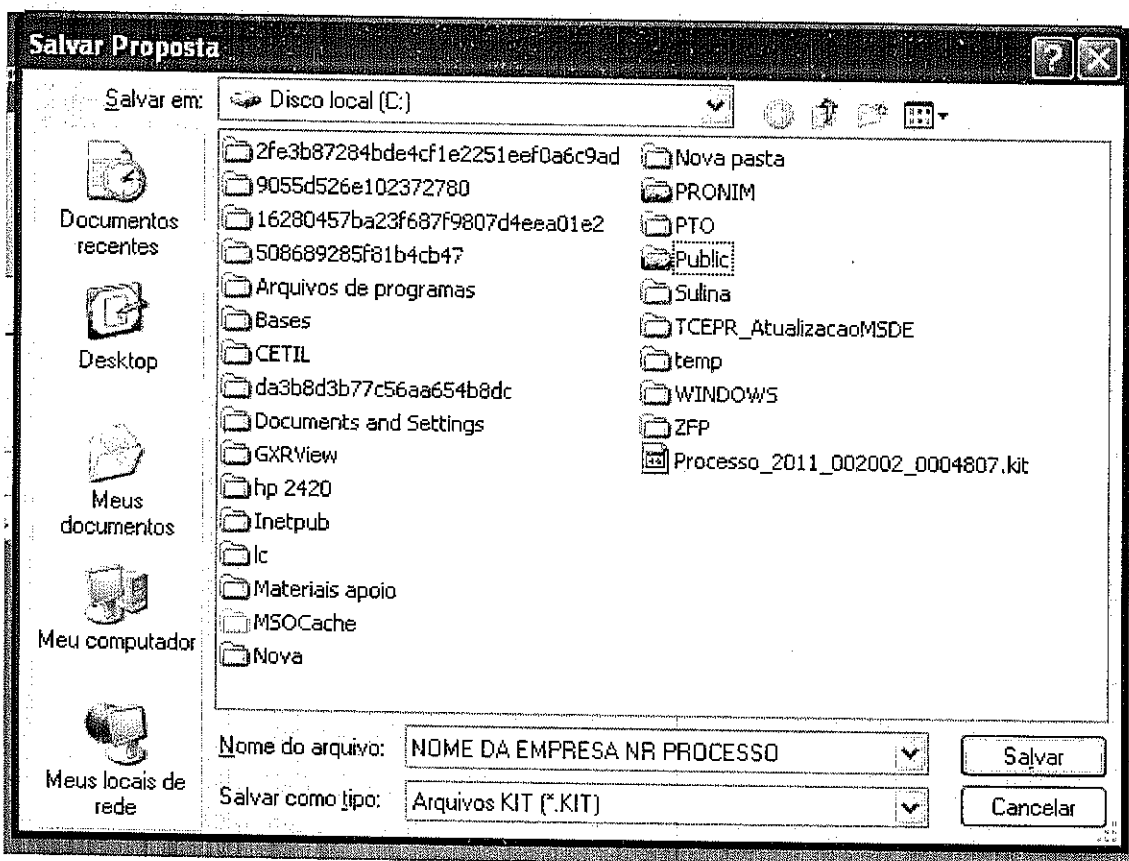 Salvar Proposta
Salvar em:
Disco local (C:)
Documentos
recentes
Desktop
Meus
documentos
Meu computador
Meus locais de
rede
2fe3b87284bde4cf1e2251eef0a6c9ad
9055d526e102372780
16280457ba23f687f9807d4eea01e2
508689285f81b4cb47
Arquivos de programas
Bases
CETIL
da3b8d3b77c56aa654b8dc
Documents and Settings
GXRView
hp 2420
Inetpub
lc
Materiais apoio
MSOCache
Nova
Nova pasta
PRONIM
PTO
Public
Sulina
TCEPR_AtualizacaoMSDE
temp
WINDOWS
ZFP
Processo_2011_002002_0004807.kit
Nome do arquivo:
NOME DA EMPRESA NR PROCESSO
Salvar
Salvar como tipo:
Arquivos KIT (*.KIT)
Cancelar